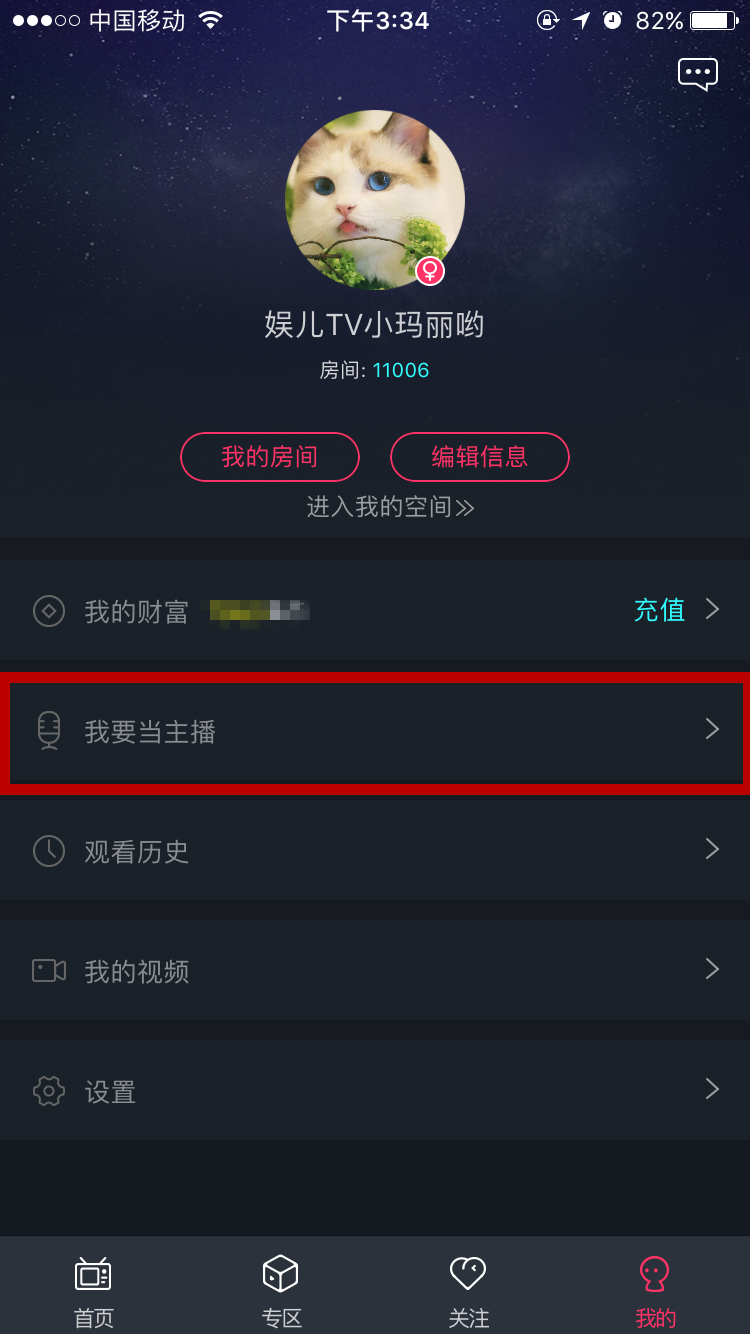 中国移动 下午3:34 82%
娱儿TV小玛丽哟
房间: 11006
我的房间 编辑信息
进入我的空间>>
我的财富 充值
我要当主播
观看历史
我的视频
设置
首页 专区 关注 我的